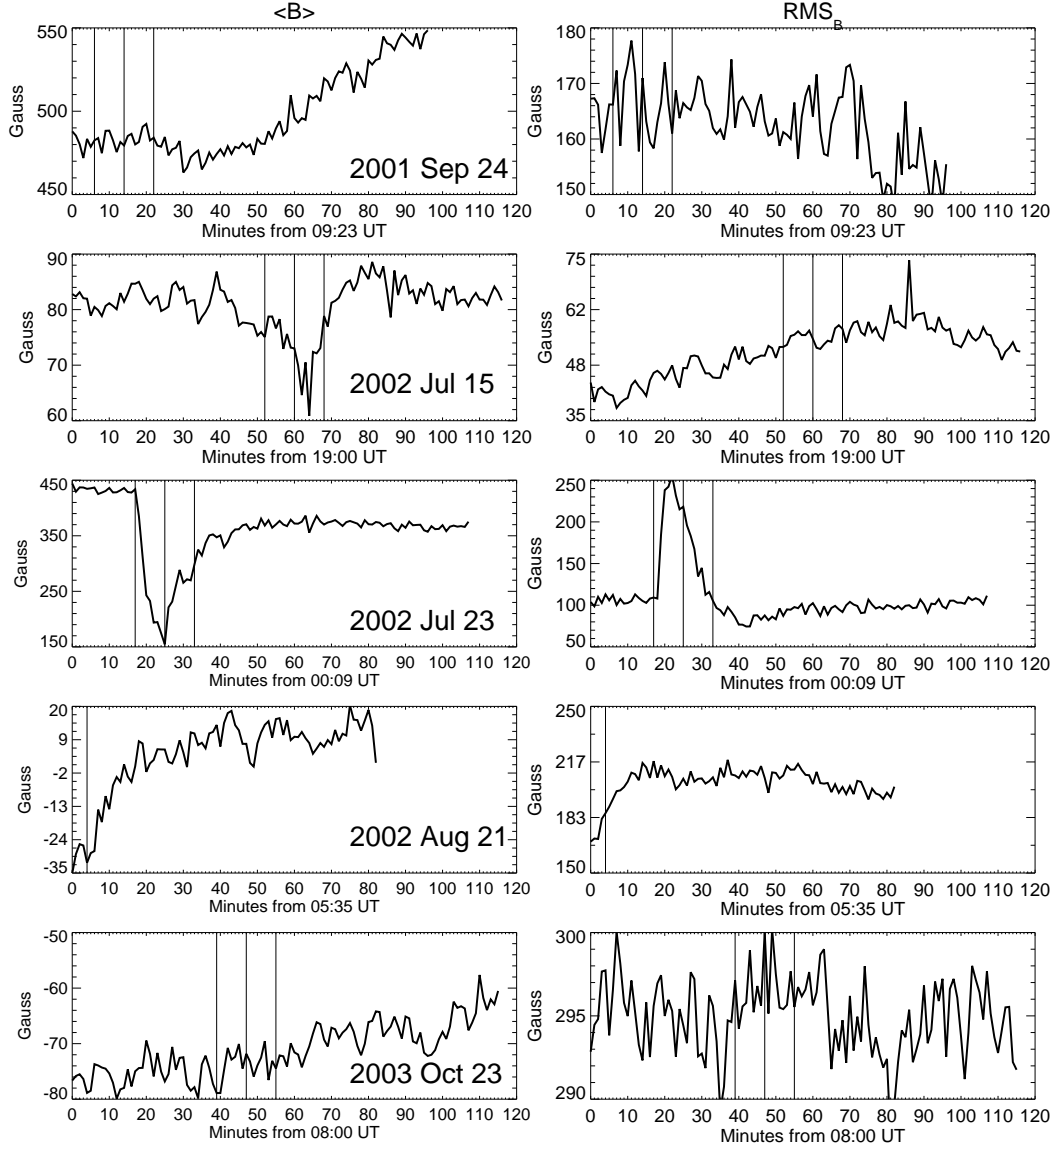 <B> RMS_B
550 180
500 170
160
450 150
Gauss Gauss
2001 Sep 24
0 10 20 30 40 50 60 70 80 90 100 110 120 0 10 20 30 40 50 60 70 80 90 100 110 120
Minutes from 09:23 UT Minutes from 09:23 UT
90 75
80 62
70 48
60 35
Gauss Gauss
2002 Jul 15
0 10 20 30 40 50 60 70 80 90 100 110 120 0 10 20 30 40 50 60 70 80 90 100 110 120
Minutes from 19:00 UT Minutes from 19:00 UT
450 250
350 200
150
250 100
150 50
Gauss Gauss
2002 Jul 23
0 10 20 30 40 50 60 70 80 90 100 110 120 0 10 20 30 40 50 60 70 80 90 100 110 120
Minutes from 00:09 UT Minutes from 00:09 UT
20 250
9
-2 217
-13 183
-24
-35 150
Gauss Gauss
2002 Aug 21
0 10 20 30 40 50 60 70 80 90 100 110 120 0 10 20 30 40 50 60 70 80 90 100 110 120
Minutes from 05:35 UT Minutes from 05:35 UT
-50 300
-60
-70 295
-80 290
Gauss Gauss
2003 Oct 23
0 10 20 30 40 50 60 70 80 90 100 110 120 0 10 20 30 40 50 60 70 80 90 100 110 120
Minutes from 08:00 UT Minutes from 08:00 UT